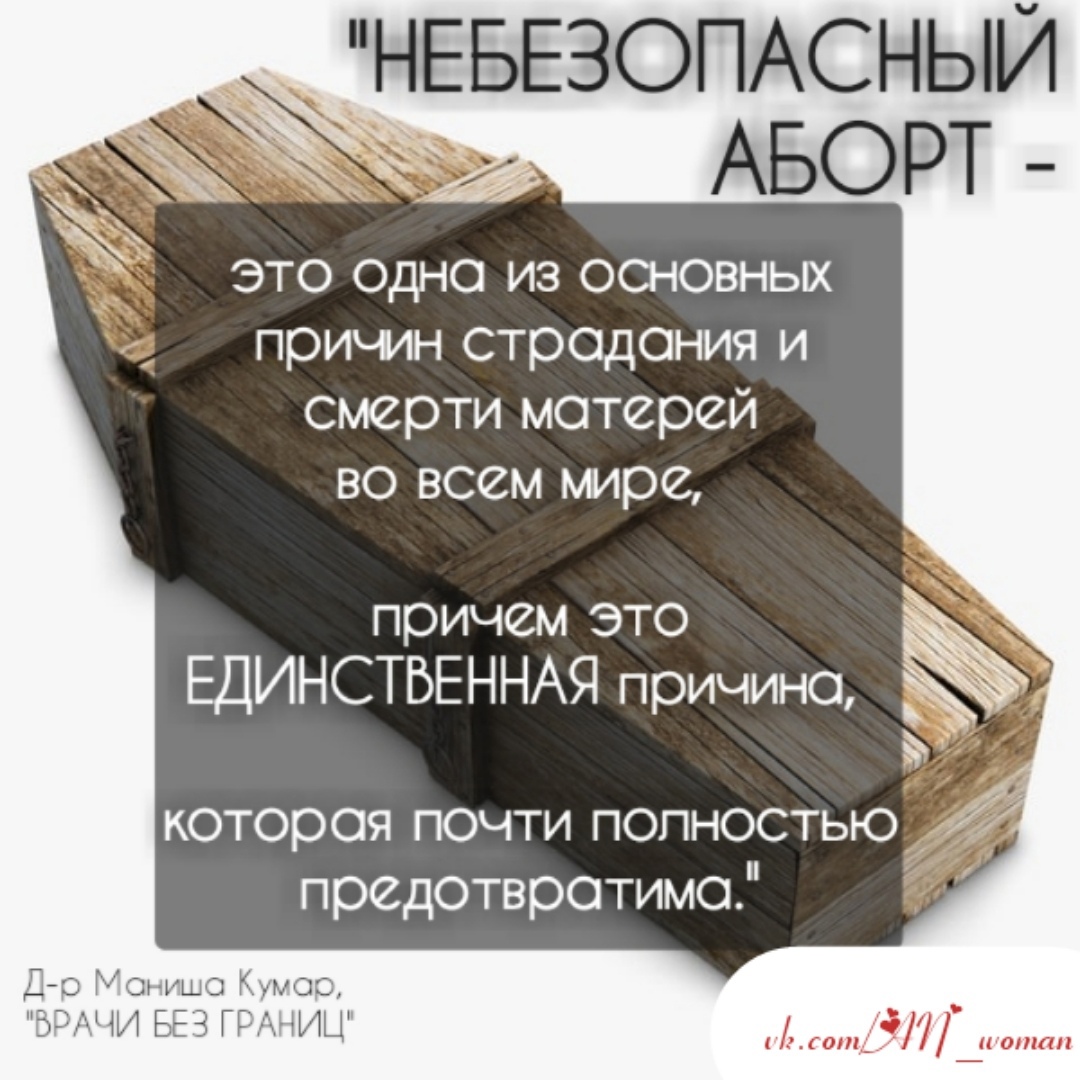 "НЕБЕЗОПАСНЫЙ
АБОРТ -
это одна из основных
причин страдания и
смерти матерей
во всем мире,
причем это
ЕДИНСТВЕННАЯ причина,
которая почти полностью
предотвратима."
Д-р Маниша Кумар,
"ВРАЧИ БЕЗ ГРАНИЦ"
vk.com/AN_woman